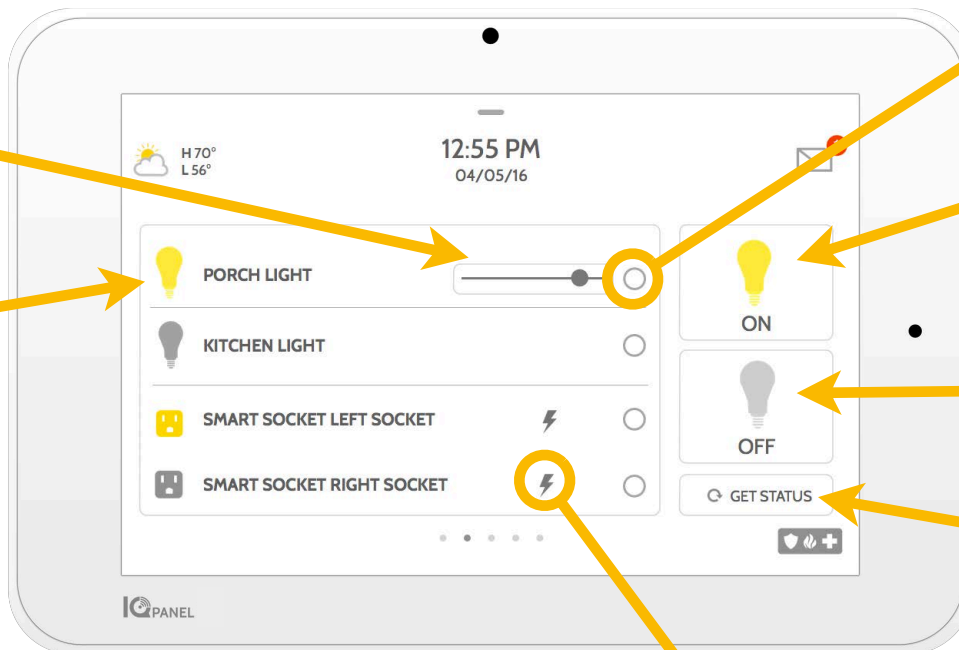 H 70°
L 56°
12:55 PM
04/05/16
PORCH LIGHT
KITCHEN LIGHT
SMART SOCKET LEFT SOCKET
SMART SOCKET RIGHT SOCKET
ON
OFF
GET STATUS
IQ PANEL